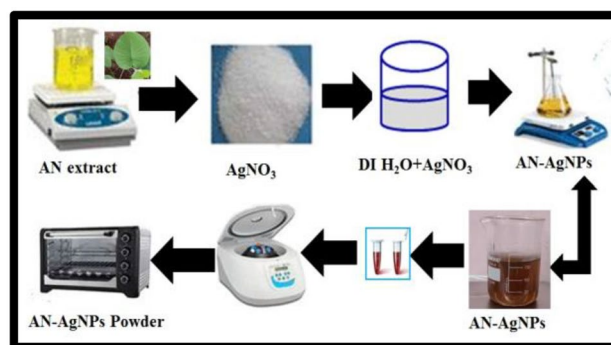 AN extract
AgNO₃
DI H₂O+AgNO₃
AN-AgNPs
AN-AgNPs
AN-AgNPs Powder